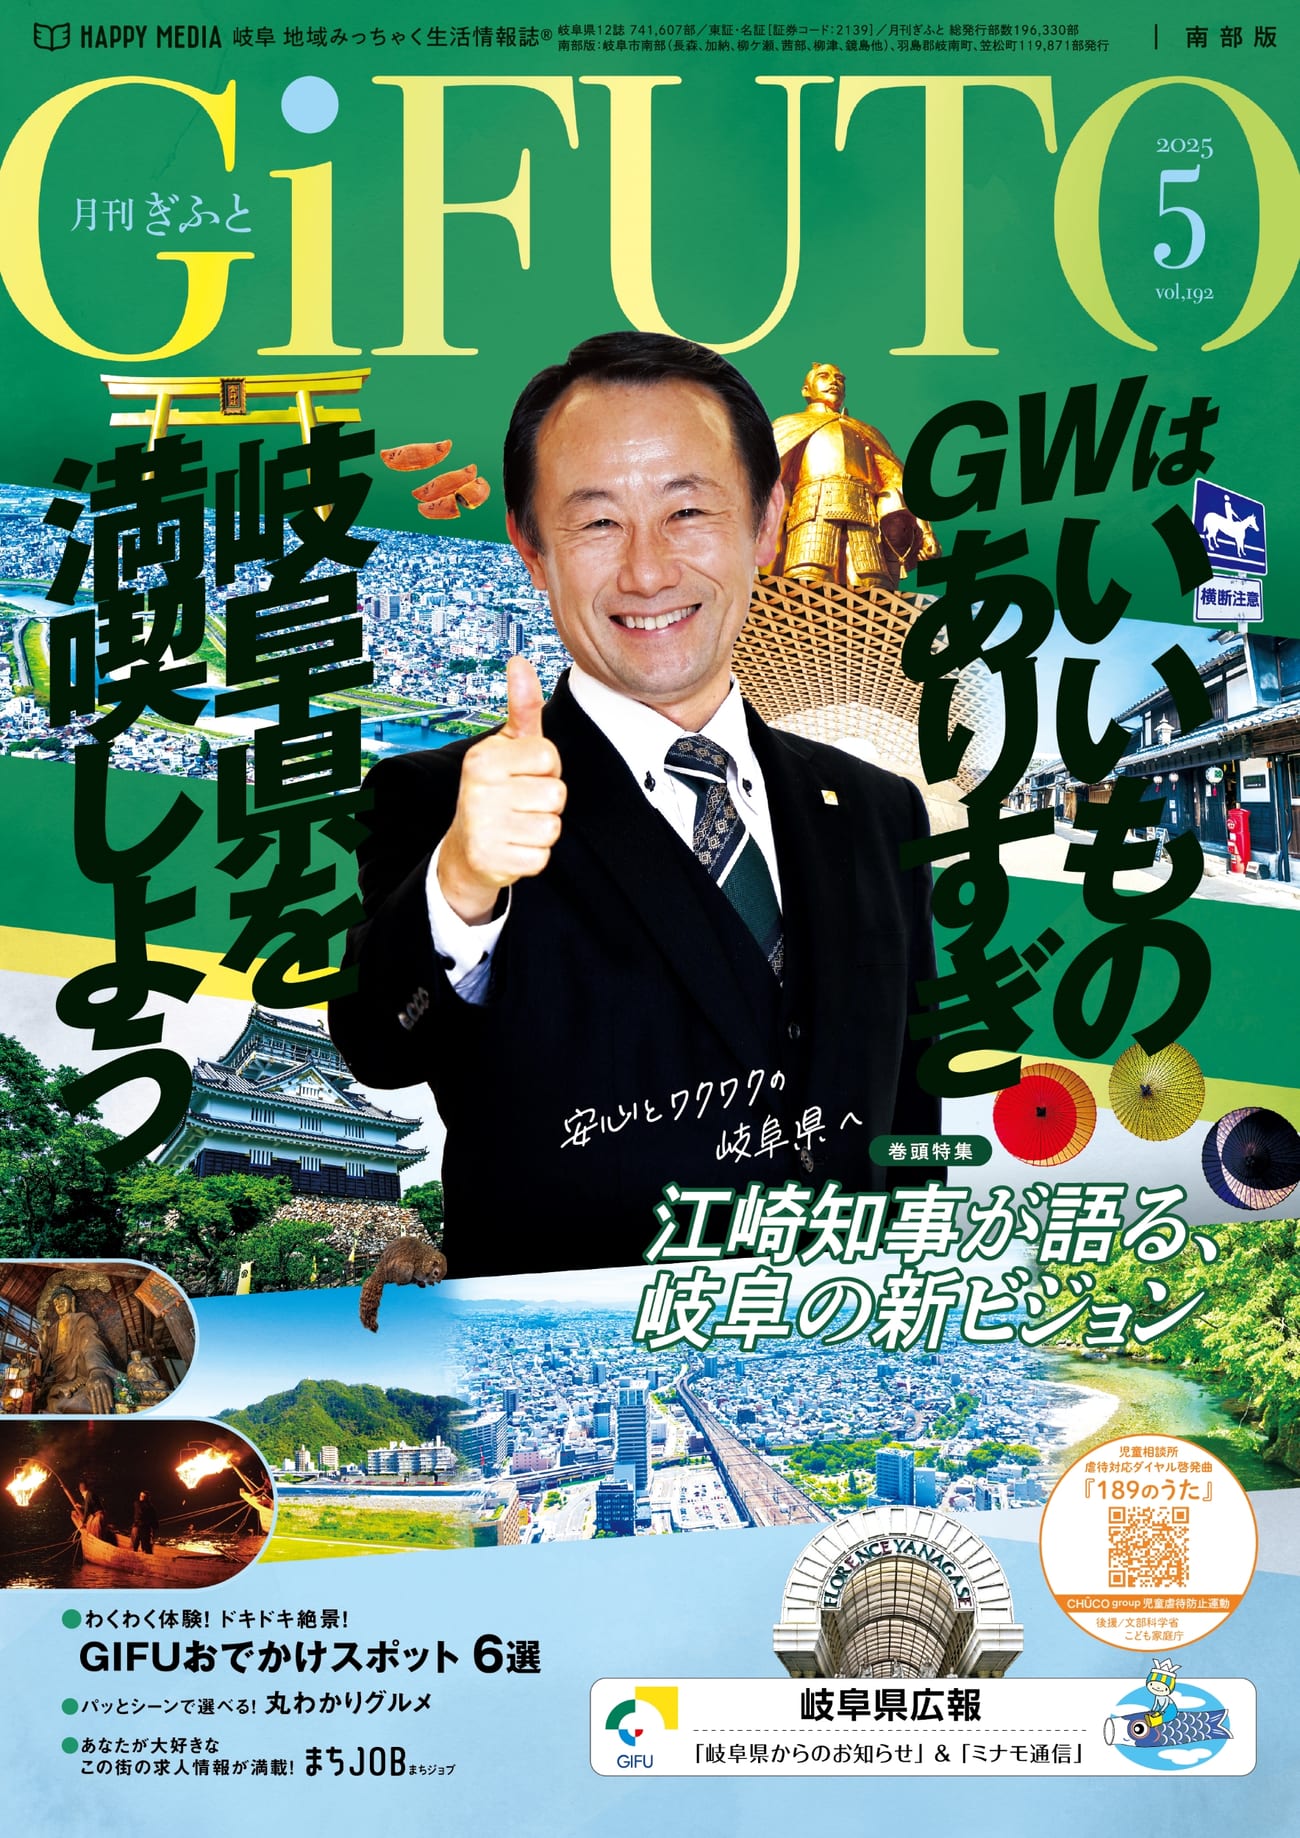 HAPPY MEDIA 岐阜 地域みっちゃく生活情報誌®
岐阜県12誌 741,607部／東証・名証[証券コード：2139]／月刊ぎふと 総発行部数196,330部
南部版：岐阜市南部（長森、加納、柳ケ瀬、茜部、柳津、鏡島他）、羽島郡岐南町、笠松町119,871部発行
南部版
GiFUTO
月刊ぎふと
2025
5
vol,192
GWは
いいもの
ありすぎ
岐阜県を
満喫しよう
横断注意
安心とワクワクの
岐阜県へ
巻頭特集
江崎知事が語る、
岐阜の新ビジョン
児童相談所
虐待対応ダイヤル啓発曲
『189のうた』
CHŪCO group 児童虐待防止運動
後援/文部科学省
こども家庭庁
FLORENCE YANAGASE
●わくわく体験！ドキドキ絶景！
GIFUおでかけスポット 6選
●パッとシーンで選べる！丸わかりグルメ
●あなたが大好きな
この街の求人情報が満載！まちJOBまちジョブ
GIFU
岐阜県広報
「岐阜県からのお知らせ」&「ミナモ通信」